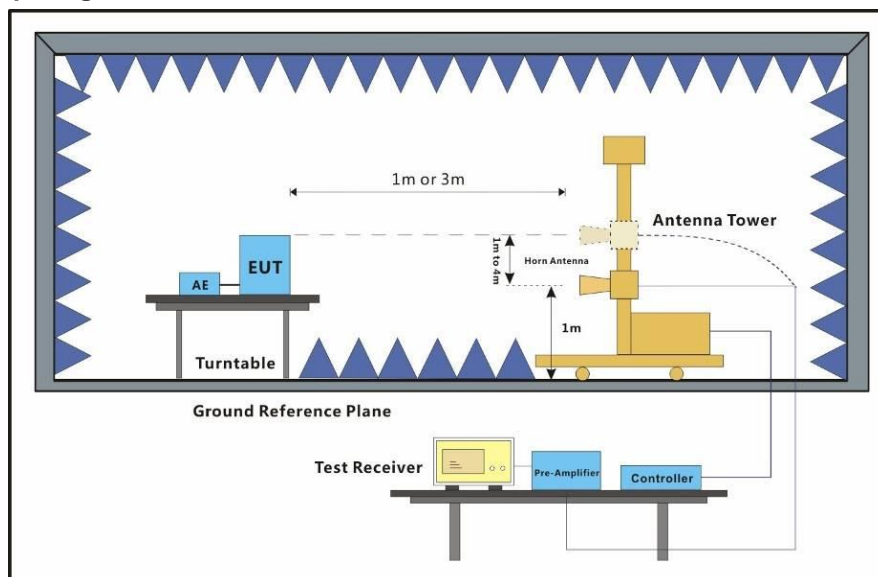 1m or 3m
Antenna Tower
1m to 4m
Horn Antenna
EUT
AE
1m
Turntable
Ground Reference Plane
Test Receiver
Pre-Amplifier
Controller